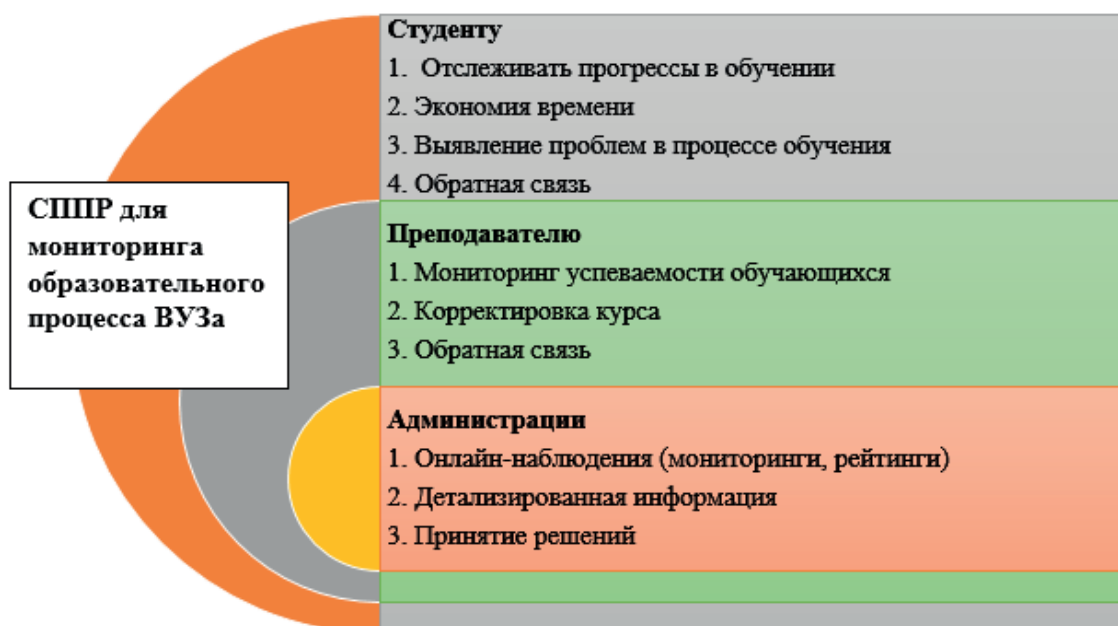 СППР для
мониторинга
образовательного
процесса ВУЗа
Студенту
1. Отслеживать прогрессы в обучении
2. Экономия времени
3. Выявление проблем в процессе обучения
4. Обратная связь
Преподавателю
1. Мониторинг успеваемости обучающихся
2. Корректировка курса
3. Обратная связь
Администрации
1. Онлайн-наблюдения (мониторинги, рейтинги)
2. Детализированная информация
3. Принятие решений